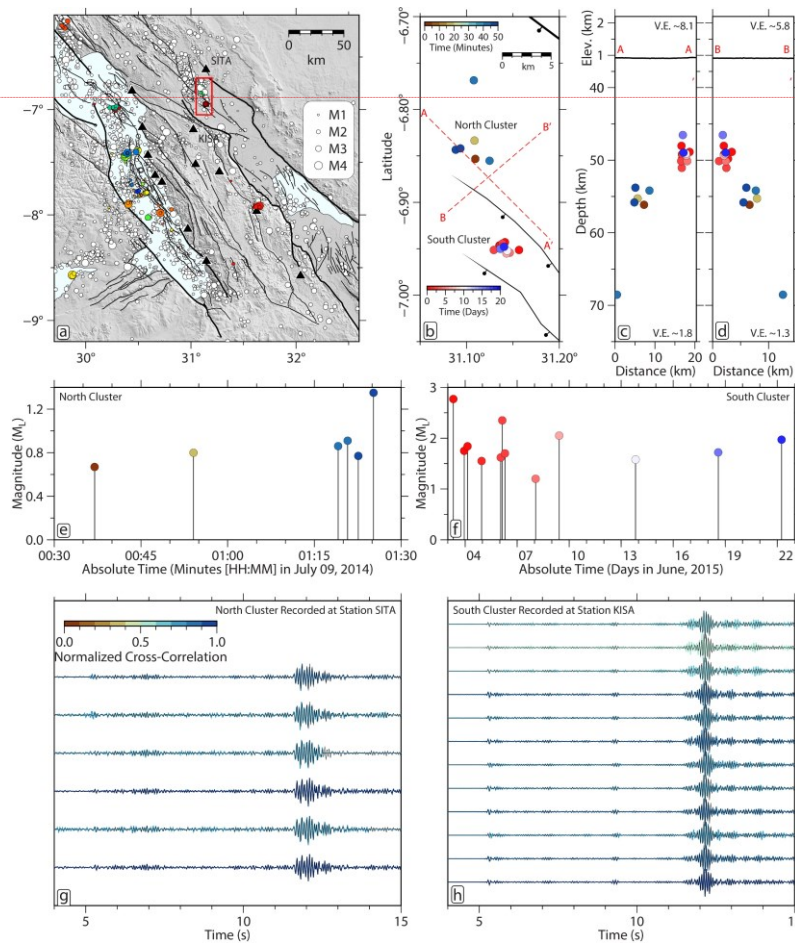 SITA
KISA
0 50
km
M1
M2
M3
M4
−7°
−8°
−9°
30° 31° 32°
a
−6.70°
−6.80°
−6.90°
−7.00°
Latitude
10 20 30 40 50
Time (Minutes)
0 5
km
North Cluster
A
B'
B
A'
South Cluster
0 5 10 15 20
Time (Days)
31.10° 31.20°
b
Elev. (km)
2
1
40
50
60
70
Depth (km)
V.E. ~8.1
A A
'
V.E. ~1.8
c
0 10 20
Distance (km)
V.E. ~5.8
B B
'
V.E. ~1.3
d
0 10
Distance (km)
North Cluster
Magnitude (ML)
1.2
0.8
0.4
0.0
e
00:30 00:45 01:00 01:15 01:30
Absolute Time (Minutes [HH:MM] in July 09, 2014)
South Cluster
Magnitude (ML)
3
2
1
0
f
04 07 10 13 16 19 22
Absolute Time (Days in June, 2015)
North Cluster Recorded at Station SITA
0.0 0.5 1.0
Normalized Cross-Correlation
g
5 10 15
Time (s)
South Cluster Recorded at Station KISA
h
5 10 1
Time (s)